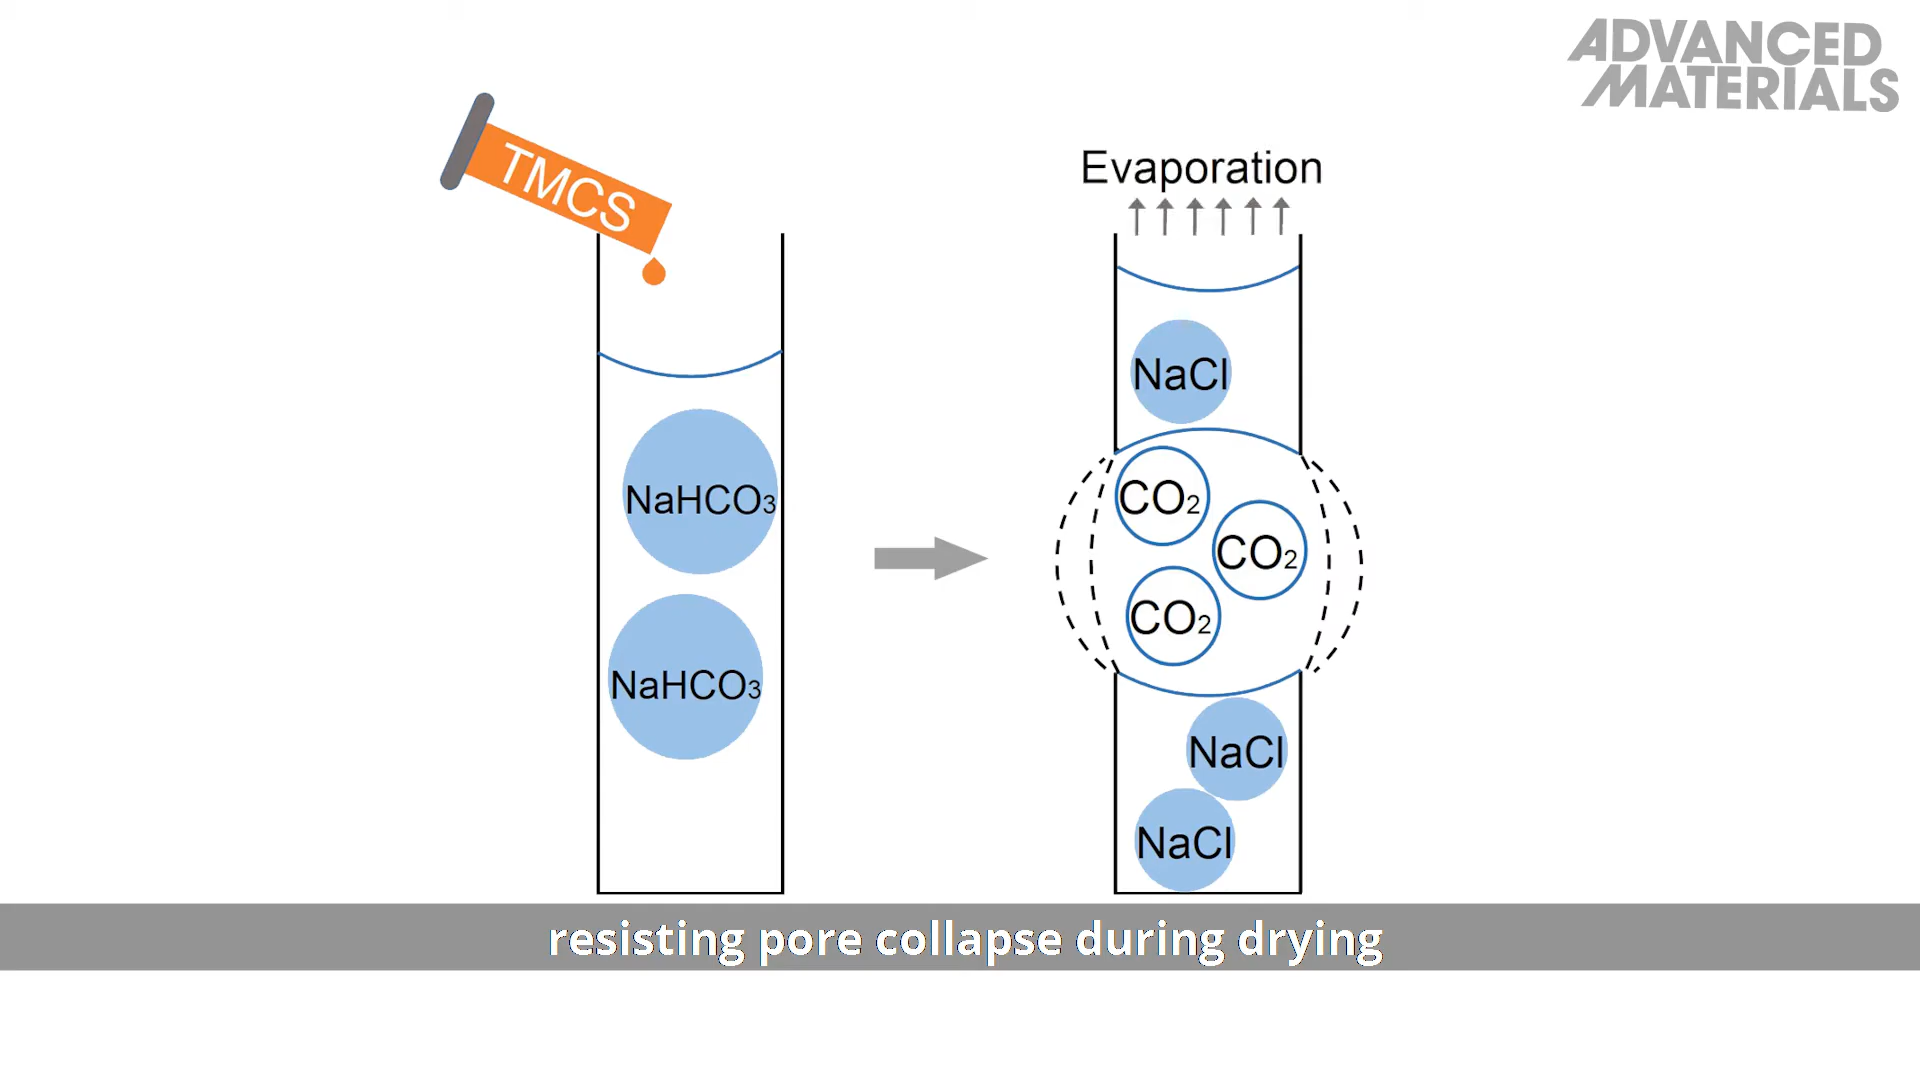 ADVANCED
MATERIALS
TMCS
NaHCO3
NaHCO3
Evaporation
NaCl
CO2
CO2
CO2
NaCl
NaCl
resisting pore collapse during drying